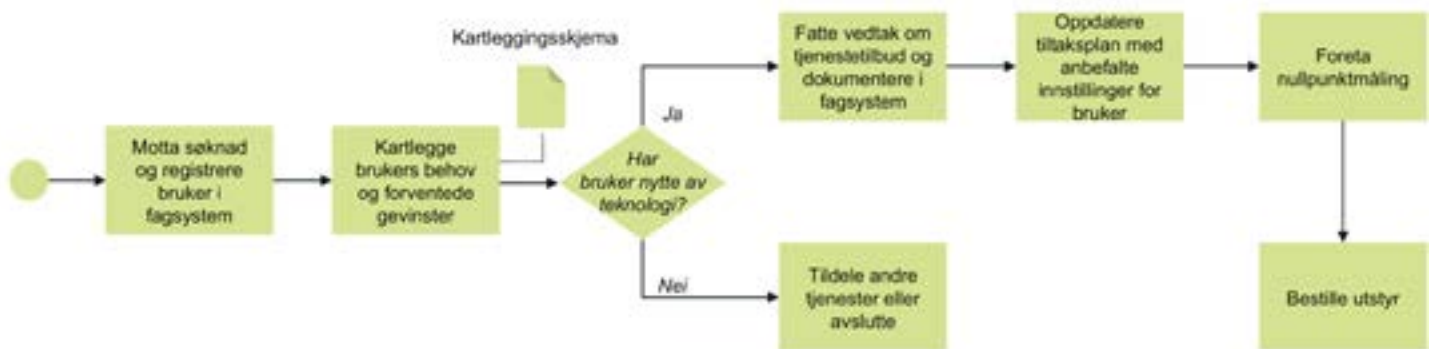 Motta søknad
og registrere
bruker i
fagsystem
Kartlegge
brukers behov
og forventede
gevinster
Kartleggingsskjema
Har
bruker nytte av
teknologi?
Ja
Fatte vedtak om
tjenestetilbud og
dokumentere i
fagsystem
Oppdatere
tiltaksplan med
anbefalte
innstillinger for
bruker
Foreta
nullpunktmåling
Bestille utstyr
Nei
Tildele andre
tjenester eller
avslutte